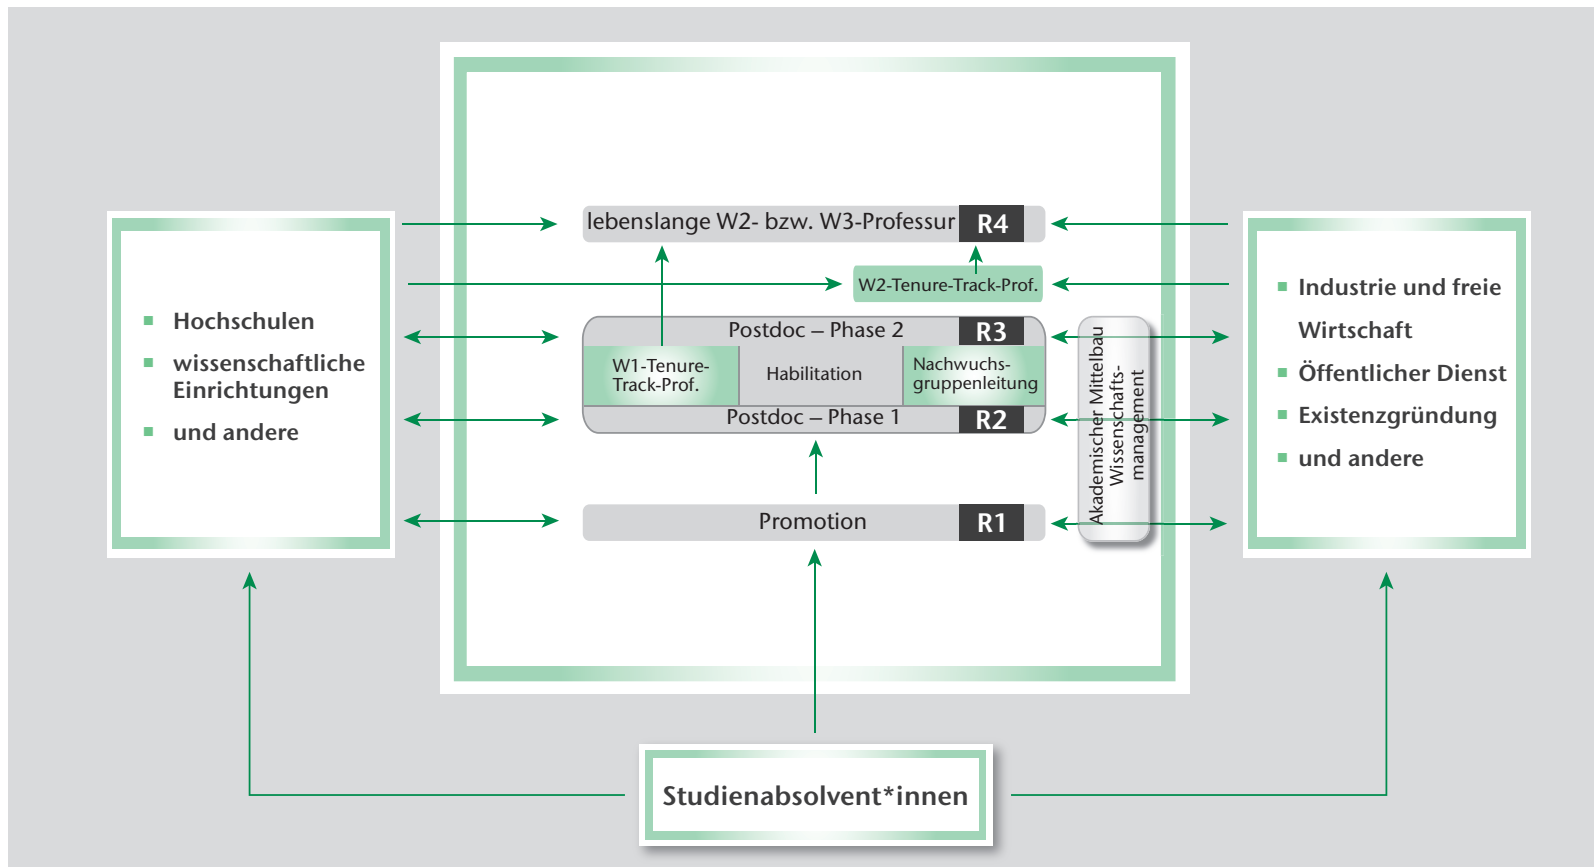 lebenslange W2- bzw. W3-Professur R4
W2-Tenure-Track-Prof.
Postdoc – Phase 2 R3
W1-Tenure-
Track-Prof.
Habilitation
Nachwuchs-
gruppenleitung
Postdoc – Phase 1 R2
Promotion R1
Akademischer Mittelbau
Wissenschafts-
management
Hochschulen
wissenschaftliche
Einrichtungen
und andere
Industrie und freie
Wirtschaft
Öffentlicher Dienst
Existenzgründung
und andere
Studienabsolvent*innen